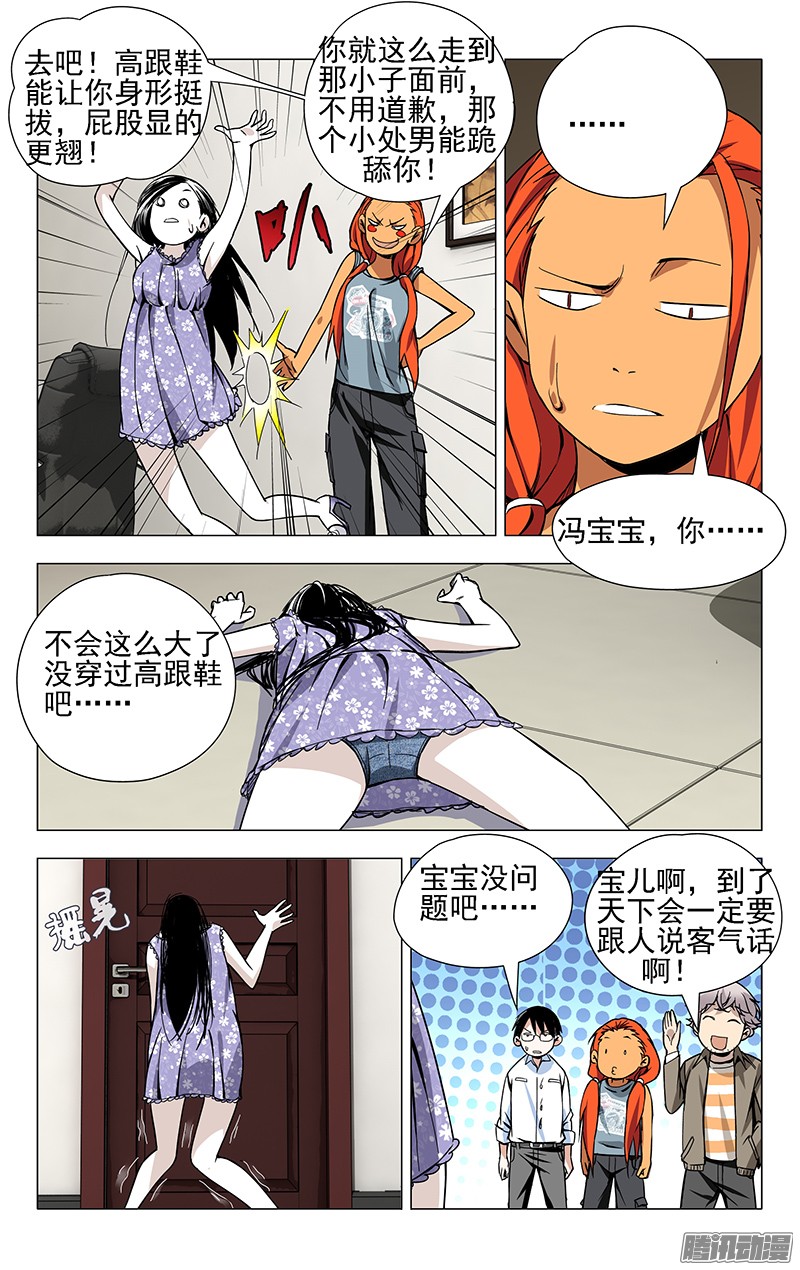 去吧！高跟鞋
能让你身形挺
拔，屁股显的
更翘！
你就这么走到
那小子面前，
不用道歉，那
个小处男能跪
舔你！
……
叭
冯宝宝，你……
不会这么大了
没穿过高跟鞋
吧……
摇晃
宝宝没问
题吧……
宝儿啊，到了
天下会一定要
跟人说客气话
啊！
腾讯动漫